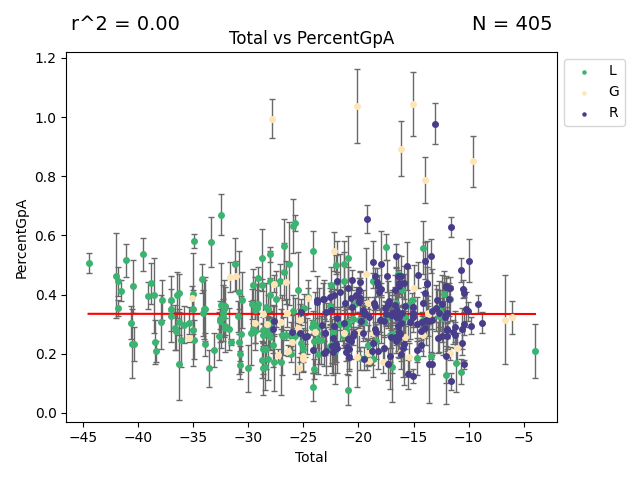 r^2 = 0.00 N = 405
Total vs PercentGpA
L
G
R
1.2
1.0
0.8
0.6
0.4
0.2
0.0
PercentGpA
−45 −40 −35 −30 −25 −20 −15 −10 −5
Total